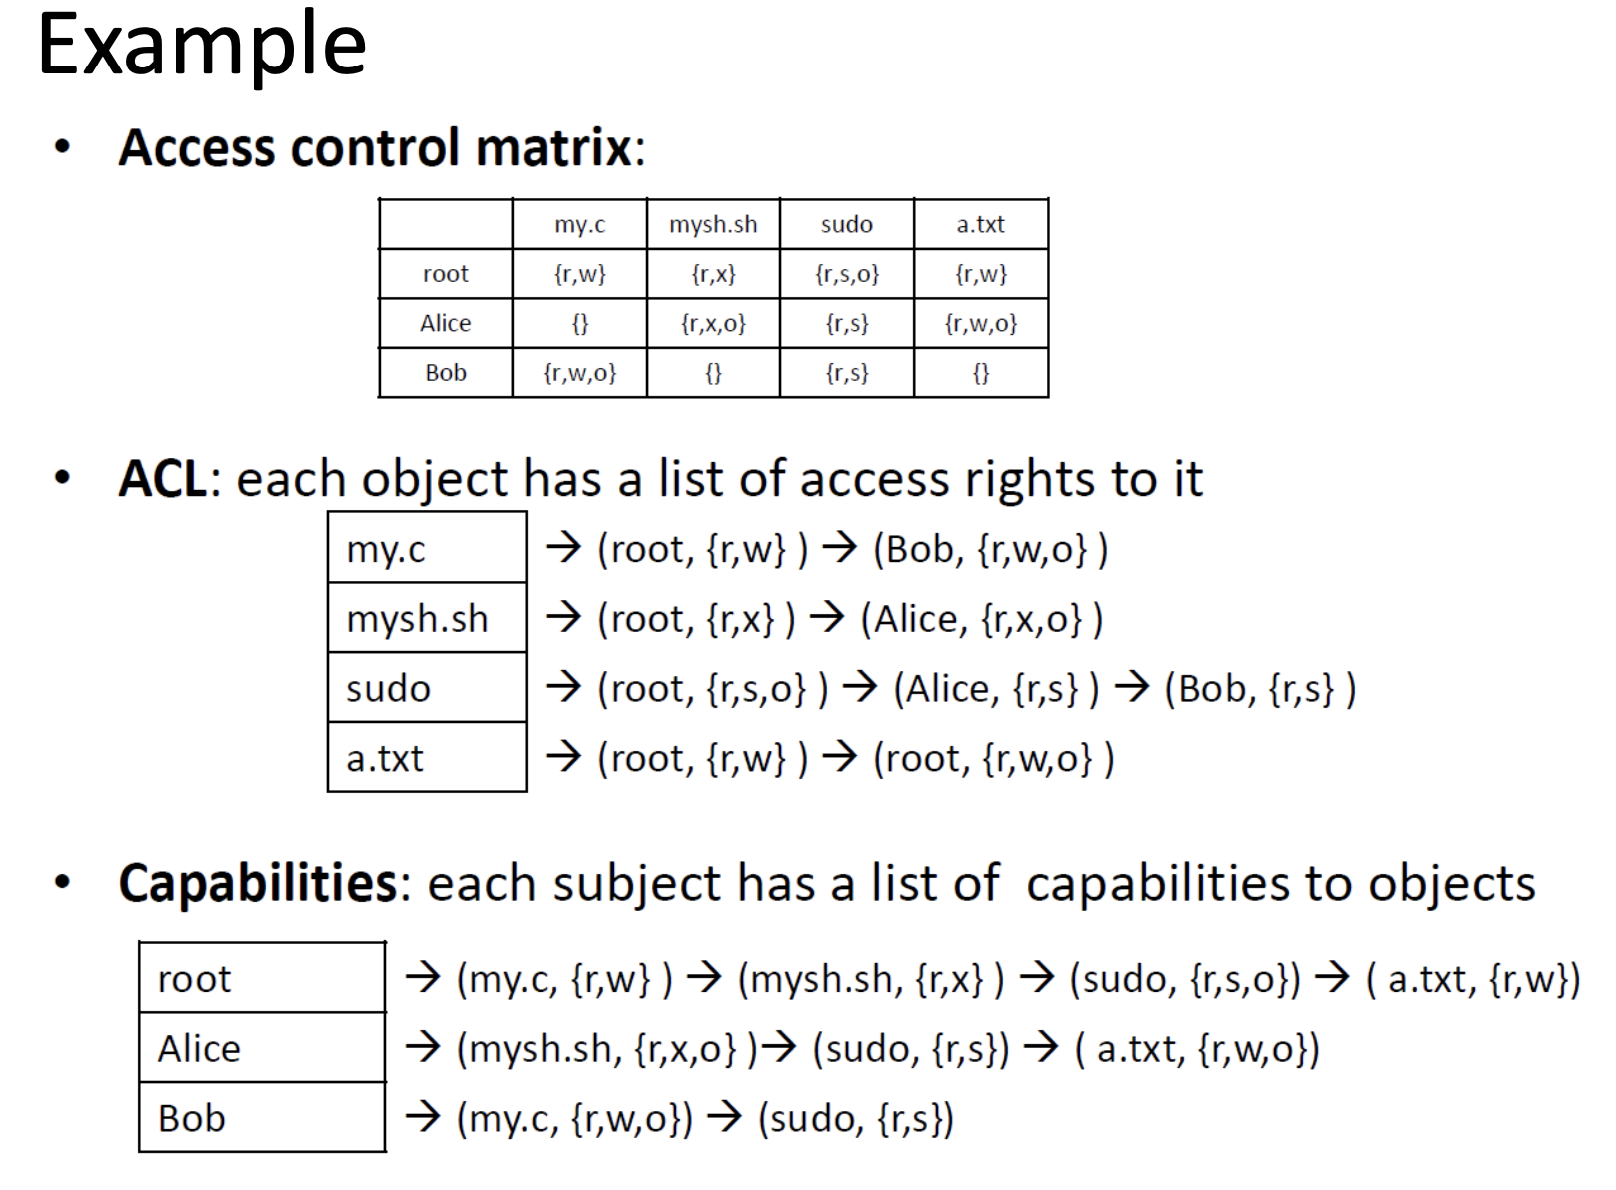 Example
• Access control matrix:
my.c mysh.sh sudo a.txt
root {r,w} {r,x} {r,s,o} {r,w}
Alice {} {r,x,o} {r,s} {r,w,o}
Bob {r,w,o} {} {r,s} {}
• ACL: each object has a list of access rights to it
my.c → (root, {r,w} ) → (Bob, {r,w,o} )
mysh.sh → (root, {r,x} ) → (Alice, {r,x,o} )
sudo → (root, {r,s,o} ) → (Alice, {r,s} ) → (Bob, {r,s} )
a.txt → (root, {r,w} ) → (root, {r,w,o} )
• Capabilities: each subject has a list of capabilities to objects
root → (my.c, {r,w} ) → (mysh.sh, {r,x} ) → (sudo, {r,s,o}) → ( a.txt, {r,w})
Alice → (mysh.sh, {r,x,o} )→ (sudo, {r,s}) → ( a.txt, {r,w,o})
Bob → (my.c, {r,w,o}) → (sudo, {r,s})